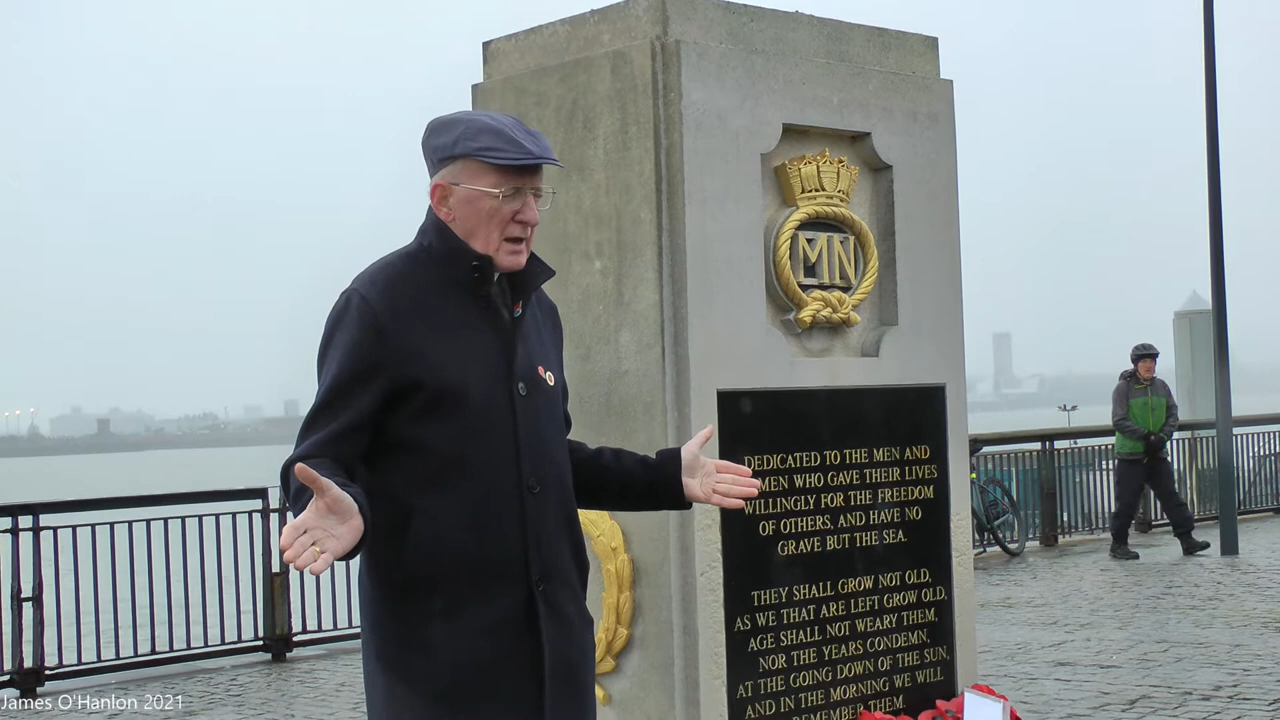 MN
DEDICATED TO THE MEN AND
MEN WHO GAVE THEIR LIVES
WILLINGLY FOR THE FREEDOM
OF OTHERS, AND HAVE NO
GRAVE BUT THE SEA.
THEY SHALL GROW NOT OLD,
AS WE THAT ARE LEFT GROW OLD,
AGE SHALL NOT WEARY THEM,
NOR THE YEARS CONDEMN,
AT THE GOING DOWN OF THE SUN,
AND IN THE MORNING WE WILL
REMEMBER THEM.
James O'Hanlon 2021